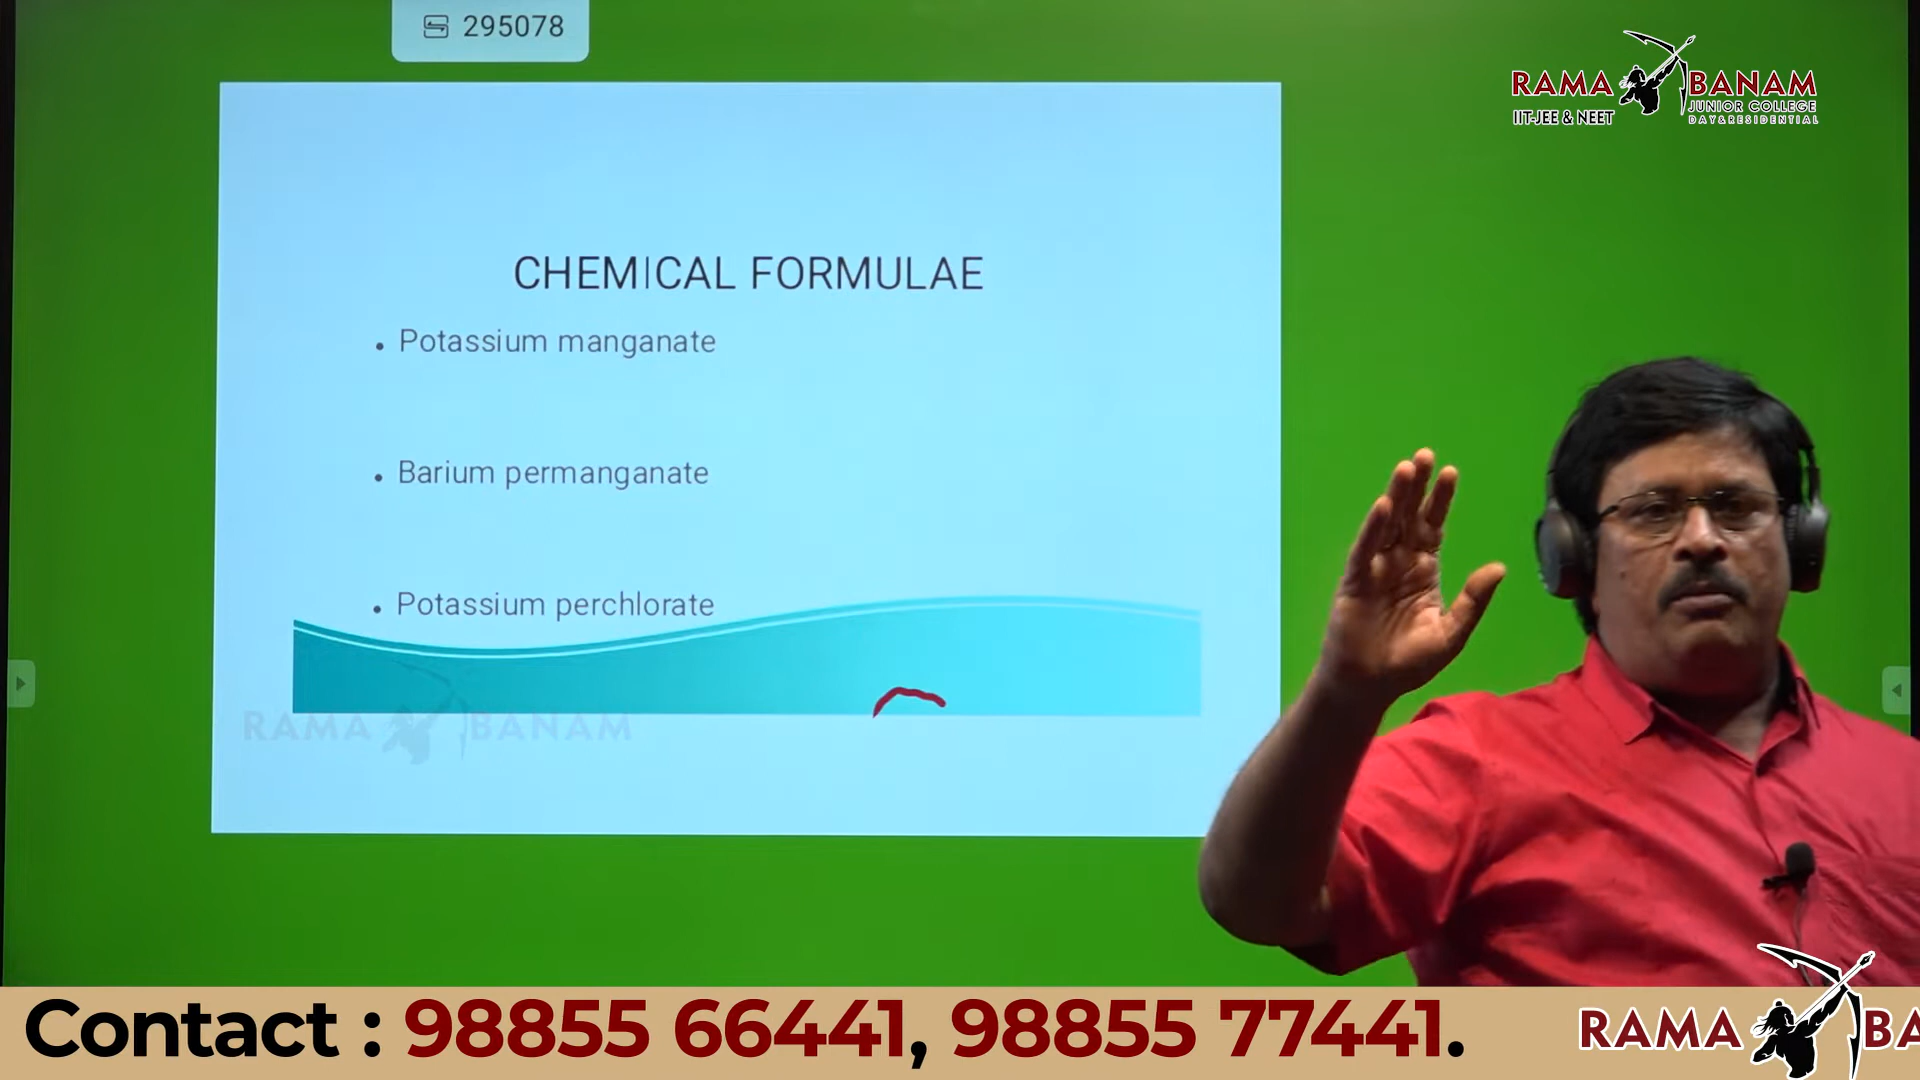 295078
RAMA BANAM
JUNIOR COLLEGE
IIT-JEE & NEET
DAY&RESIDENTIAL
CHEMICAL FORMULAE
• Potassium manganate
• Barium permanganate
• Potassium perchlorate
RAMA BANAM
Contact : 98855 66441, 98855 77441.
RAMA BA